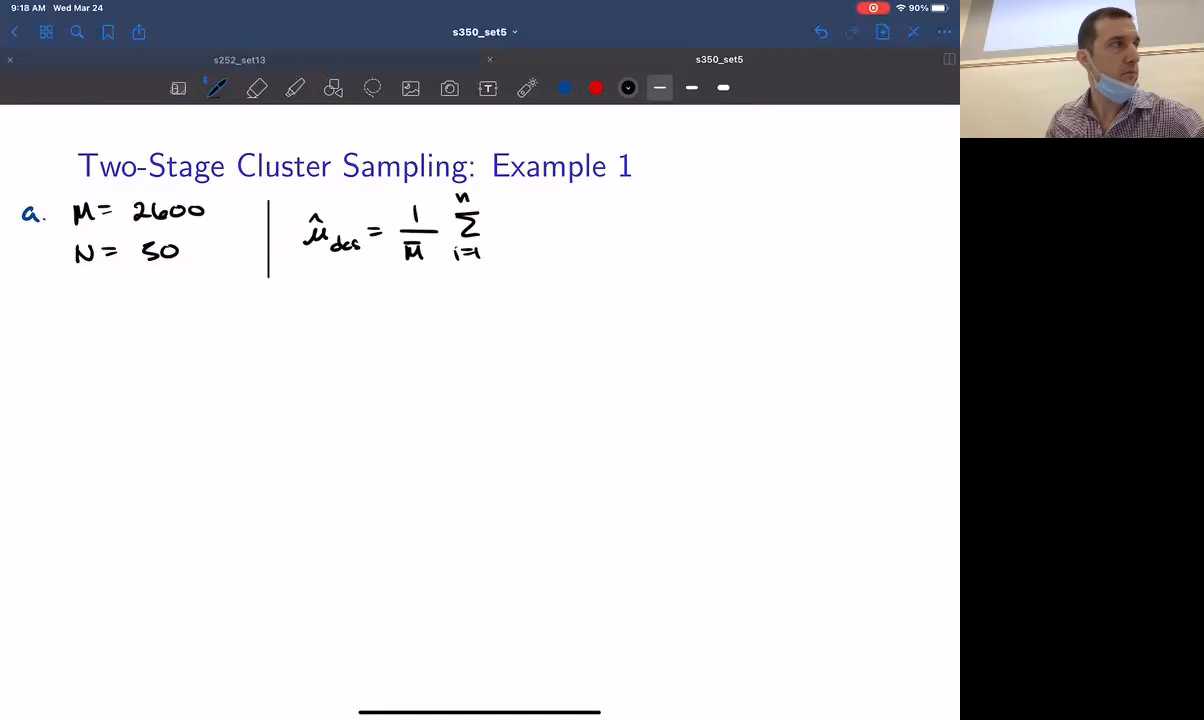 9:18 AM Wed Mar 24
90%
s350_set5
s252_set13
s350_set5
T
Two-Stage Cluster Sampling: Example 1
a. M = 2600
N = 50
μ̂des = 1/M̄ Σ i=1 n